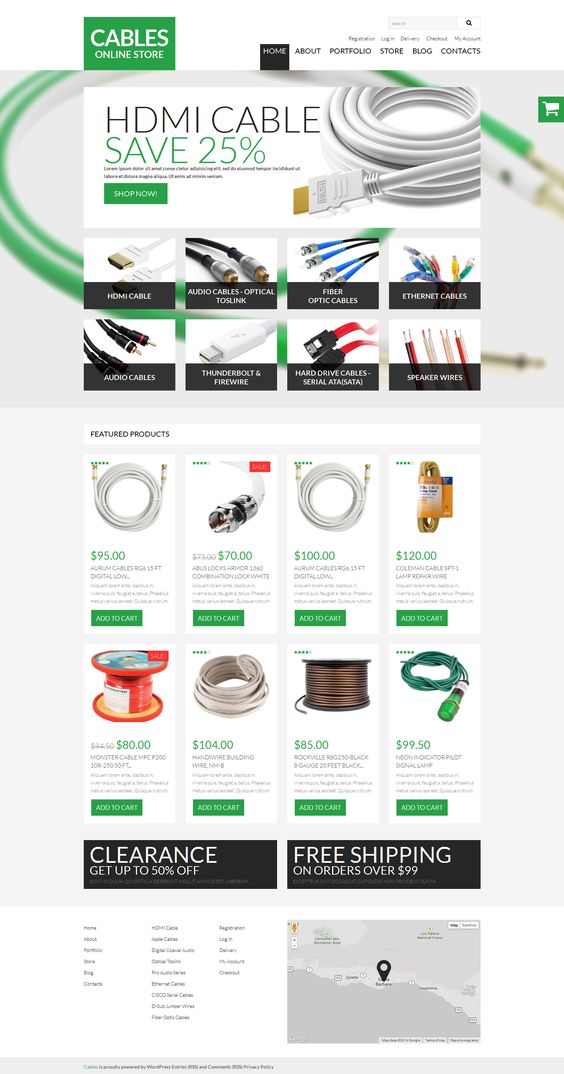 CABLES
ONLINE STORE
search
Registration Log In Delivery Checkout My Account
HOME ABOUT PORTFOLIO STORE BLOG CONTACTS
HDMI CABLE
SAVE 25%
Lorem ipsum dolor sit amet conse ctetur adipisicing elit, sed do eiusmod tempor incididunt ut
labore et dolore magna aliqua. Ut enim ad minim veniam.
SHOP NOW!
HDMI
HDMI CABLE
AUDIO CABLES - OPTICAL
TOSLINK
FIBER
OPTIC CABLES
ETHERNET CABLES
AUDIO CABLES
THUNDERBOLT &
FIREWIRE
HARD DRIVE CABLES -
SERIAL ATA(SATA)
SPEAKER WIRES
FEATURED PRODUCTS
$95.00
AURUM CABLES RG6 15 FT
DIGITAL LOW...
Aliquam lorem ante, dapibus in,
viverra quis, feugiat a, tellus. Phasellus
metus varius laoreet. Quisque rutrum.
ADD TO CART
SALE!
$75.00 $70.00
ABUS LOCKS ARMOR 1360
COMBINATION LOCK WHITE
Aliquam lorem ante, dapibus in,
viverra quis, feugiat a, tellus. Phasellus
metus varius laoreet. Quisque rutrum.
ADD TO CART
$100.00
AURUM CABLES RG6 15 FT
DIGITAL LOW...
Aliquam lorem ante, dapibus in,
viverra quis, feugiat a, tellus. Phasellus
metus varius laoreet. Quisque rutrum.
ADD TO CART
$120.00
COLEMAN CABLE SPT-1
LAMP REPAIR WIRE
Aliquam lorem ante, dapibus in,
viverra quis, feugiat a, tellus. Phasellus
metus varius laoreet. Quisque rutrum.
ADD TO CART
SALE!
$94.50 $80.00
MONSTER CABLE MPC P200
10R-250 50 FT...
Aliquam lorem ante, dapibus in,
viverra quis, feugiat a, tellus. Phasellus
metus varius laoreet. Quisque rutrum.
ADD TO CART
$104.00
HANDIWIRE BUILDING
WIRE, NM-B
Aliquam lorem ante, dapibus in,
viverra quis, feugiat a, tellus. Phasellus
metus varius laoreet. Quisque rutrum.
ADD TO CART
$85.00
ROCKVILLE R8G250-BLACK
8 GAUGE 20 FEET BLACK...
Aliquam lorem ante, dapibus in,
viverra quis, feugiat a, tellus. Phasellus
metus varius laoreet. Quisque rutrum.
ADD TO CART
$99.50
NEON INDICATOR PILOT
SIGNAL LAMP
Aliquam lorem ante, dapibus in,
viverra quis, feugiat a, tellus. Phasellus
metus varius laoreet. Quisque rutrum.
ADD TO CART
CLEARANCE
GET UP TO 50% OFF
SUNT IN CULPA QUI OFFICIA DESERUNT MOLLIT ANIM ID EST LABORUM.
FREE SHIPPING
ON ORDERS OVER $99
EXCEPTEUR SINT OCCAECAT CUPIDATAT NON PROIDENT SUNT
Home
About
Portfolio
Store
Blog
Contacts
HDMI Cable
Apple Cables
Digital Coaxial Audio
Optical Toslink
Pro Audio Series
Ethernet Cables
CISCO Serial Cables
D-Sub Jumper Wires
Fiber Optic Cables
Registration
Log In
Delivery
My Account
Checkout
Map Satellite
Cachuma Lake
Recreation Area
Los Padres
National Forest
Goleta
Barbara
Carpinteria
Google
Map data ©2016 Google Terms of Use Report a map error
Cables is proudly powered by WordPress Entries (RSS) and Comments (RSS) Privacy Policy